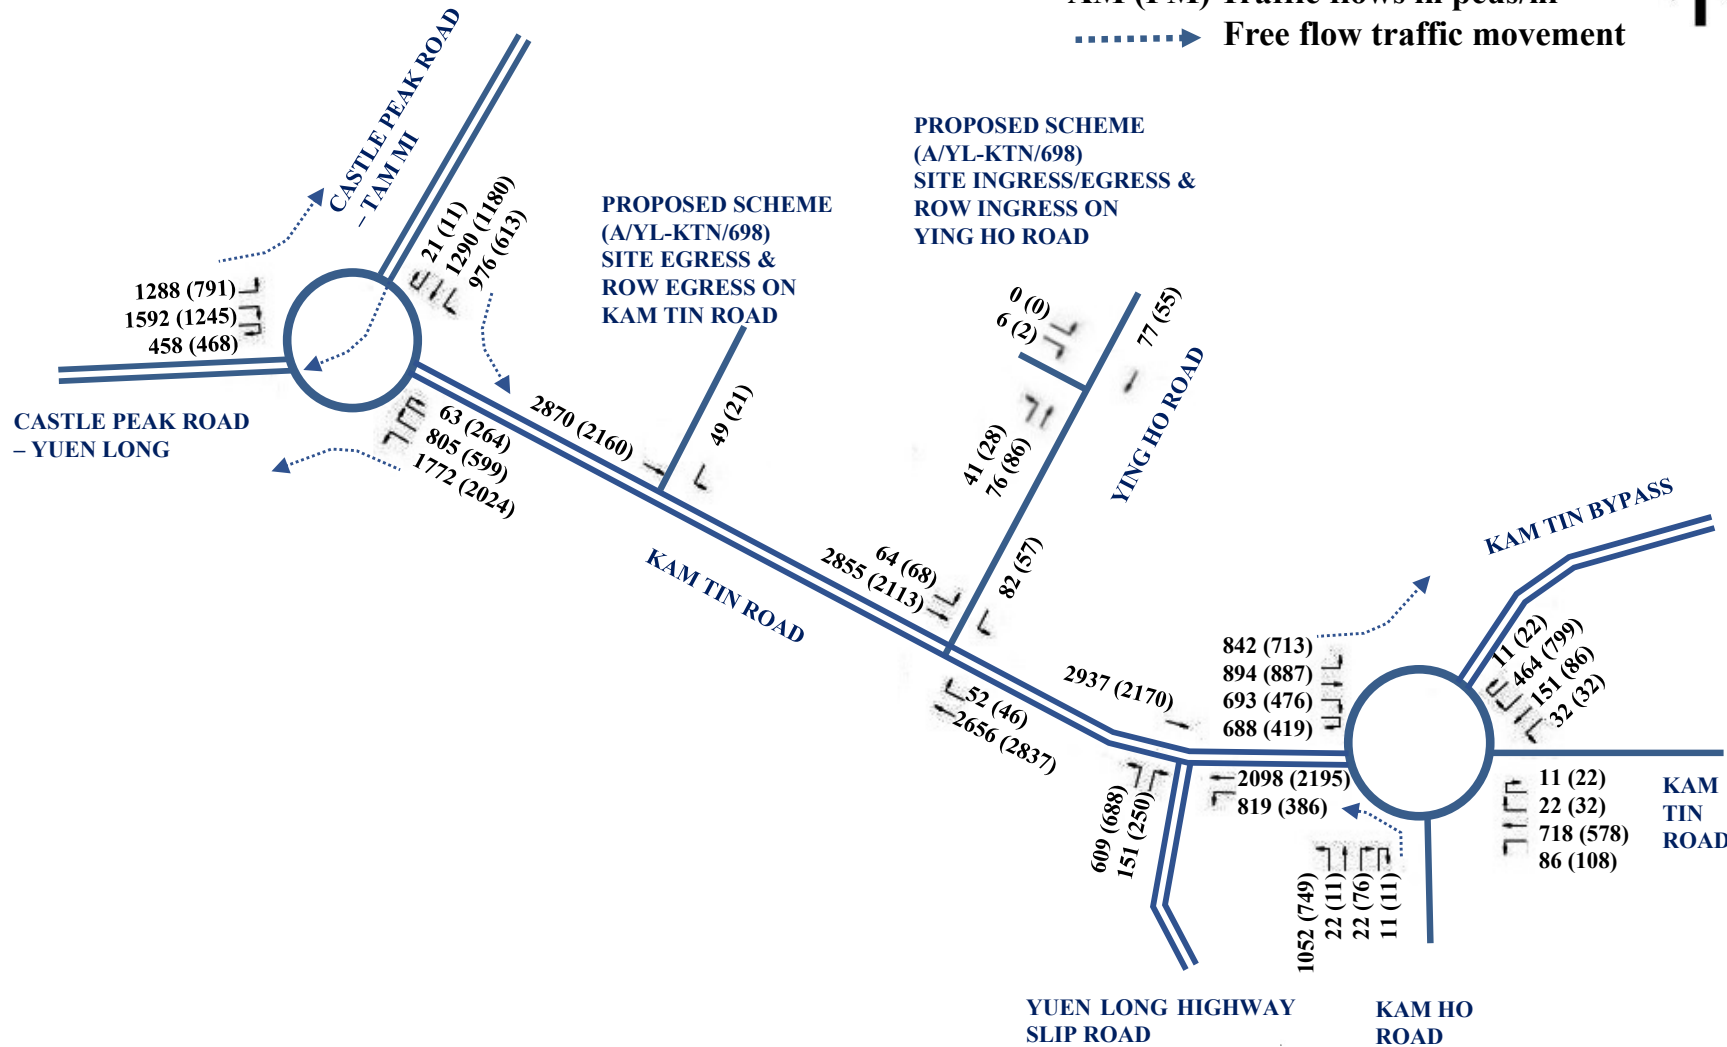 AM (PM) Traffic flows in pcus/hr
Free flow traffic movement
CASTLE PEAK ROAD
– TAM MI
21 (11)
1290 (1180)
976 (613)
1288 (791)
1592 (1245)
458 (468)
CASTLE PEAK ROAD
– YUEN LONG
63 (264)
805 (599)
1772 (2024)
PROPOSED SCHEME
(A/YL-KTN/698)
SITE EGRESS &
ROW EGRESS ON
KAM TIN ROAD
2870 (2160)
49 (21)
PROPOSED SCHEME
(A/YL-KTN/698)
SITE INGRESS/EGRESS &
ROW INGRESS ON
YING HO ROAD
0 (0)
6 (2)
77 (55)
41 (28)
76 (86)
YING HO ROAD
KAM TIN ROAD
64 (68)
2855 (2113)
82 (57)
52 (46)
2656 (2837)
2937 (2170)
609 (688)
151 (250)
2098 (2195)
819 (386)
842 (713)
894 (887)
693 (476)
688 (419)
KAM TIN BYPASS
11 (22)
464 (799)
151 (86)
32 (32)
11 (22)
22 (32)
718 (578)
86 (108)
KAM
TIN
ROAD
1052 (749)
22 (11)
22 (76)
11 (11)
YUEN LONG HIGHWAY
SLIP ROAD
KAM HO
ROAD